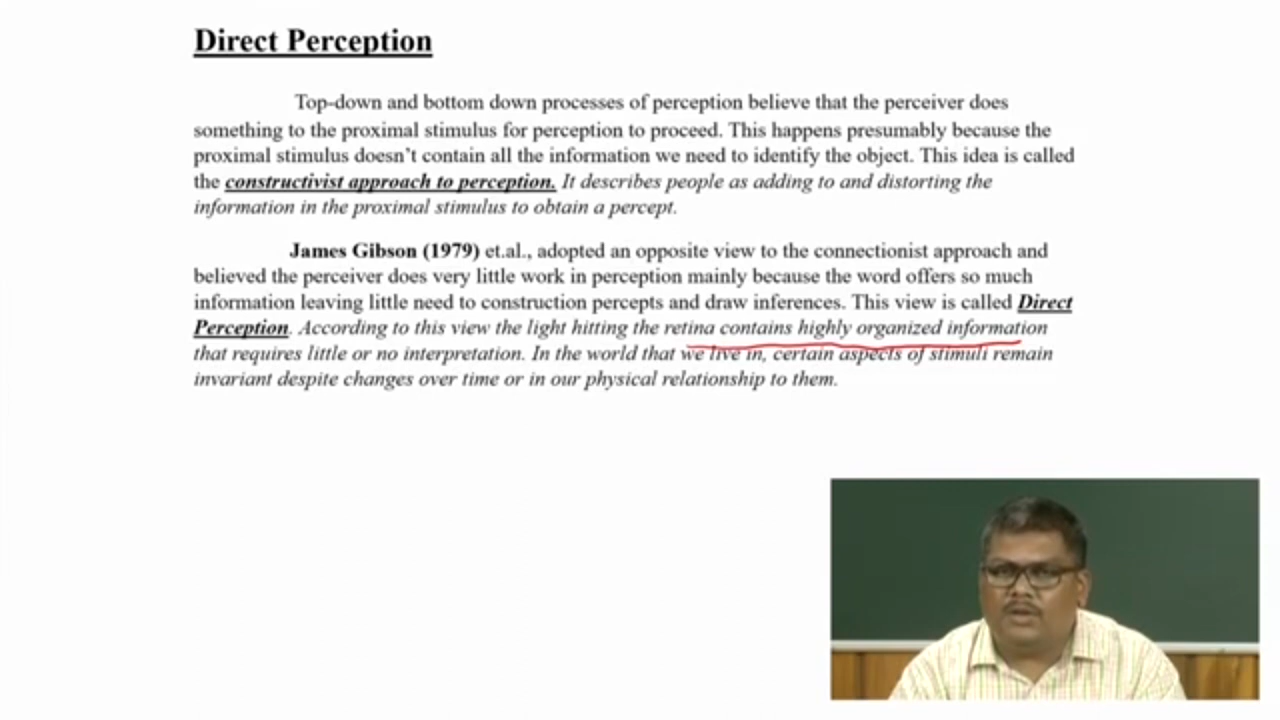 Direct Perception
Top-down and bottom down processes of perception believe that the perceiver does
something to the proximal stimulus for perception to proceed. This happens presumably because the
proximal stimulus doesn't contain all the information we need to identify the object. This idea is called
the constructivist approach to perception. It describes people as adding to and distorting the
information in the proximal stimulus to obtain a percept.
James Gibson (1979) et.al., adopted an opposite view to the connectionist approach and
believed the perceiver does very little work in perception mainly because the word offers so much
information leaving little need to construction percepts and draw inferences. This view is called Direct
Perception. According to this view the light hitting the retina contains highly organized information
that requires little or no interpretation. In the world that we live in, certain aspects of stimuli remain
invariant despite changes over time or in our physical relationship to them.